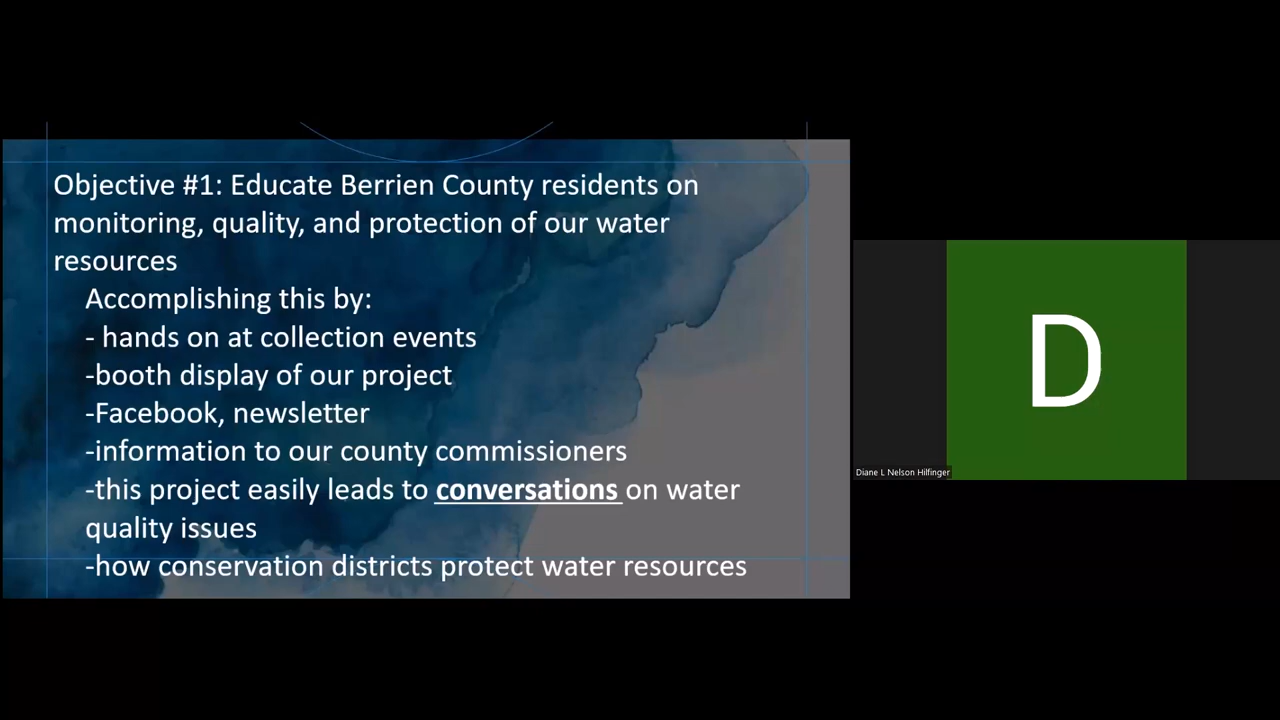 Objective #1: Educate Berrien County residents on
monitoring, quality, and protection of our water
resources
Accomplishing this by:
- hands on at collection events
-booth display of our project
-Facebook, newsletter
-information to our county commissioners
-this project easily leads to conversations on water
quality issues
-how conservation districts protect water resources
D
Diane L Nelson Hilfinger